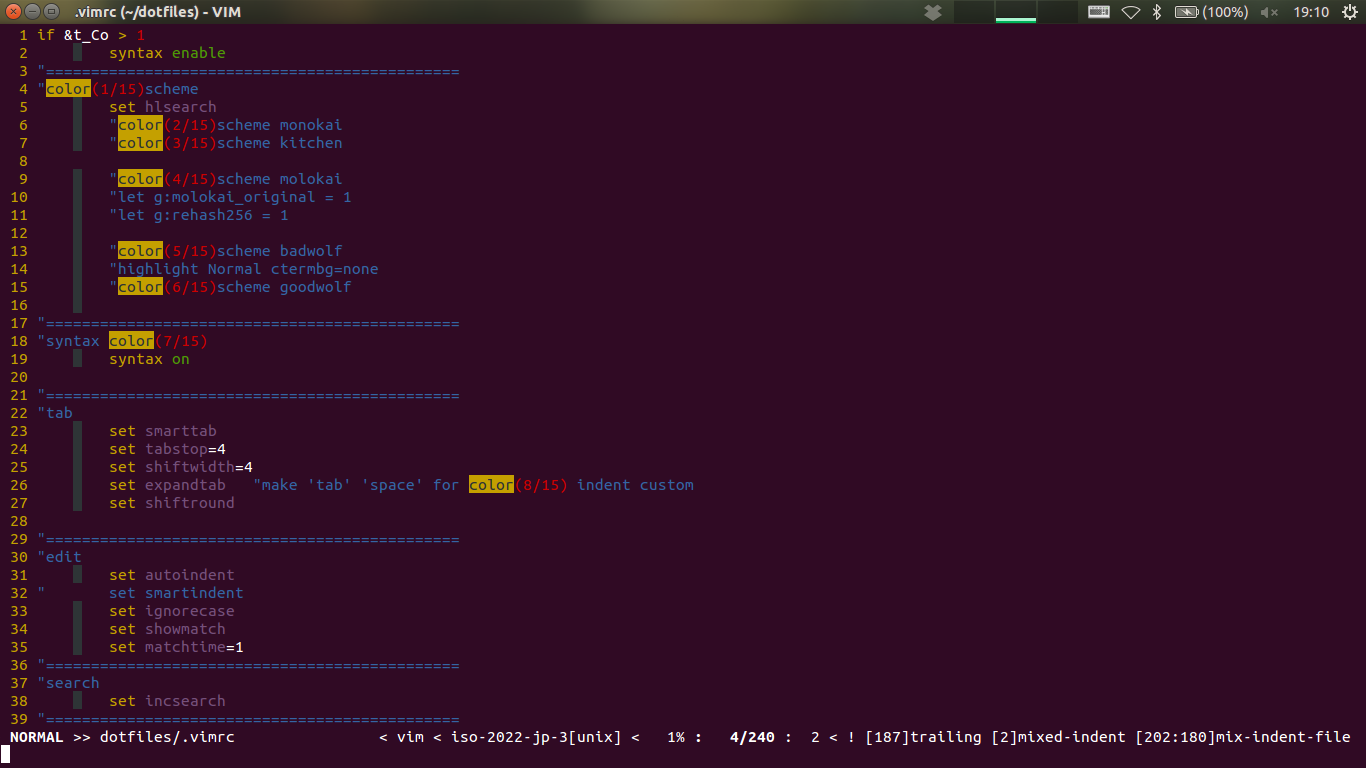 .vimrc (~/dotfiles) - VIM
(100%) 19:10
1 if &t_Co > 1
2 syntax enable
3 "==============================================
4 "color(1/15)scheme
5 set hlsearch
6 "color(2/15)scheme monokai
7 "color(3/15)scheme kitchen
8
9 "color(4/15)scheme molokai
10 "let g:molokai_original = 1
11 "let g:rehash256 = 1
12
13 "color(5/15)scheme badwolf
14 "highlight Normal ctermbg=none
15 "color(6/15)scheme goodwolf
16
17 "==============================================
18 "syntax color(7/15)
19 syntax on
20
21 "==============================================
22 "tab
23 set smarttab
24 set tabstop=4
25 set shiftwidth=4
26 set expandtab "make 'tab' 'space' for color(8/15) indent custom
27 set shiftround
28
29 "==============================================
30 "edit
31 set autoindent
32 " set smartindent
33 set ignorecase
34 set showmatch
35 set matchtime=1
36 "==============================================
37 "search
38 set incsearch
39 "==============================================
NORMAL >> dotfiles/.vimrc < vim < iso-2022-jp-3[unix] < 1% : 4/240 : 2 < ! [187]trailing [2]mixed-indent [202:180]mix-indent-file